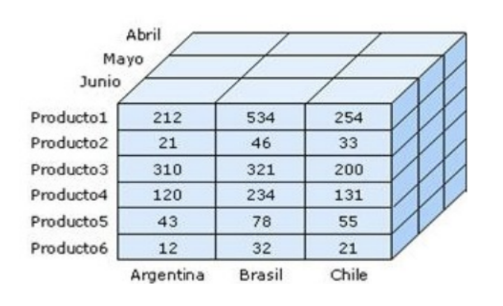 Abril
Mayo
Junio
Producto1 212 534 254
Producto2 21 46 33
Producto3 310 321 200
Producto4 120 234 131
Producto5 43 78 55
Producto6 12 32 21
Argentina Brasil Chile